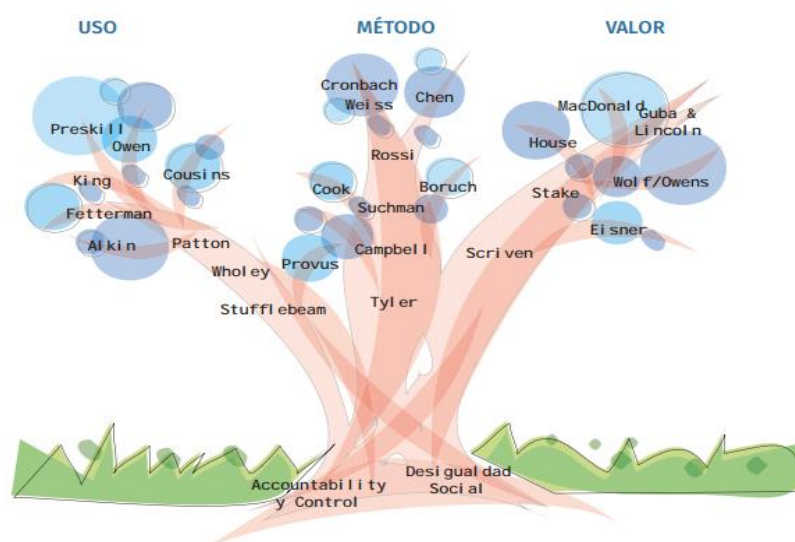 USO
MÉTODO
VALOR
Preskill
Owen
King
Cousins
Fetterman
Alkin
Patton
Wholey
Stufflebeam
Cronbach
Weiss
Chen
Rossi
Cook
Boruch
Suchman
Campbell
Provus
Tyler
MacDonald
Guba &
Lincoln
House
Stake
Wolf/Owens
Eisner
Scriven
Accountability
y Control
Desigualdad
Social